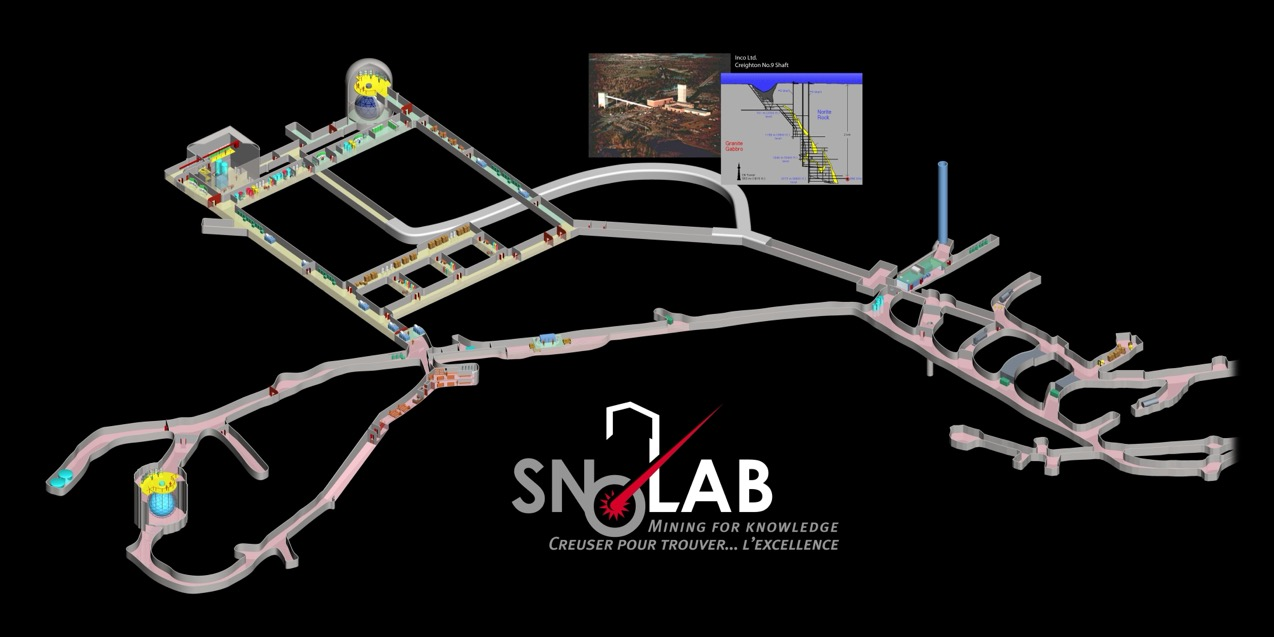 Inco Ltd.
Creighton No.9 Shaft
Norite
Rock
Granite
Gabbro
SNOLAB
MINING FOR KNOWLEDGE
CREUSER POUR TROUVER... L'EXCELLENCE